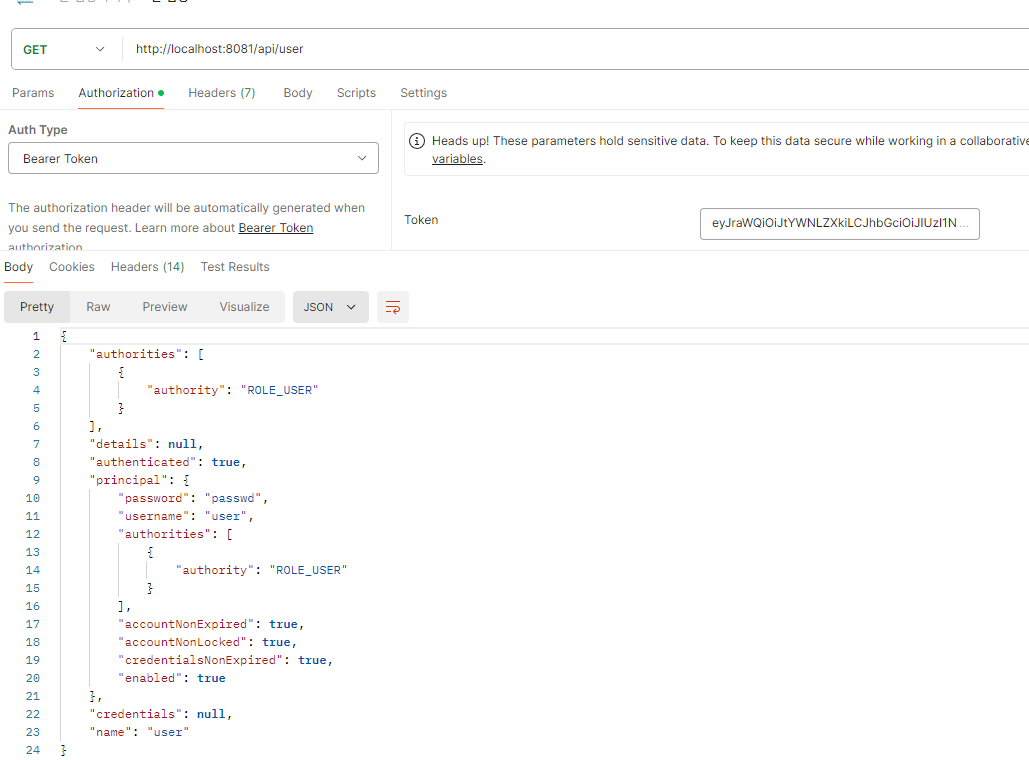 GET http://localhost:8081/api/user
Params Authorization Headers (7) Body Scripts Settings
Auth Type
Bearer Token
The authorization header will be automatically generated when
you send the request. Learn more about Bearer Token
authorization.
Heads up! These parameters hold sensitive data. To keep this data secure while working in a collaborative
variables.
Token eyJraWQiOiJtYWNLZXkiLCJhbGciOiJIUzI1N...
Body Cookies Headers (14) Test Results
Pretty Raw Preview Visualize JSON
1 {
2 "authorities": [
3 {
4 "authority": "ROLE_USER"
5 }
6 ],
7 "details": null,
8 "authenticated": true,
9 "principal": {
10 "password": "passwd",
11 "username": "user",
12 "authorities": [
13 {
14 "authority": "ROLE_USER"
15 }
16 ],
17 "accountNonExpired": true,
18 "accountNonLocked": true,
19 "credentialsNonExpired": true,
20 "enabled": true
21 },
22 "credentials": null,
23 "name": "user"
24 }